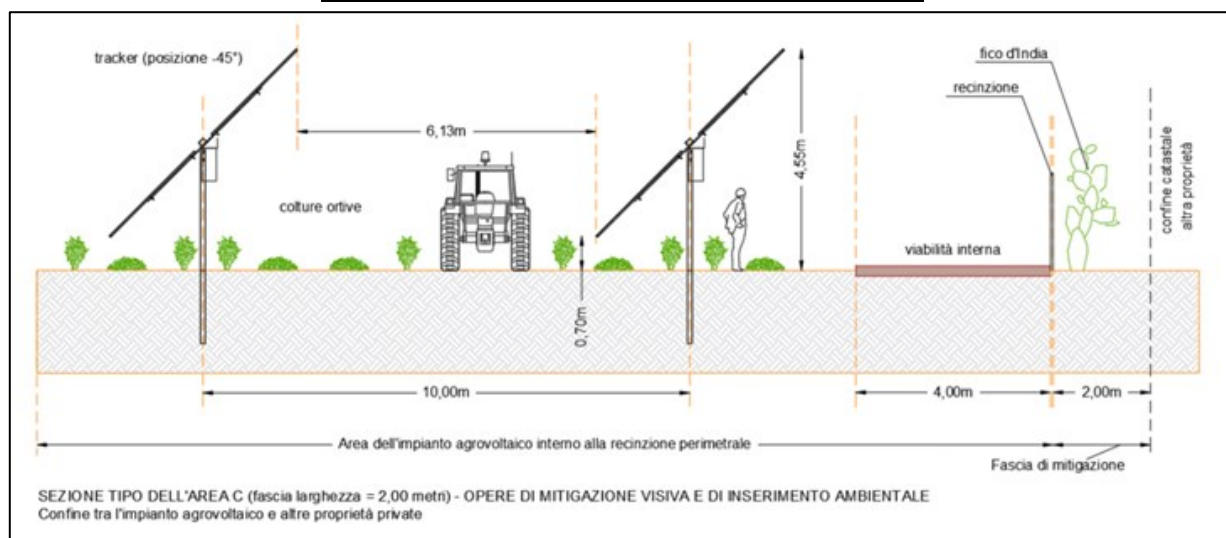 tracker (posizione -45°)
fico d'India
recinzione
6,13m
4,55m
confine catastale
altra proprietà
colture ortive
viabilità interna
0,70m
10,00m
4,00m
2,00m
Area dell'impianto agrovoltaico interno alla recinzione perimetrale
Fascia di mitigazione
SEZIONE TIPO DELL'AREA C (fascia larghezza = 2,00 metri) - OPERE DI MITIGAZIONE VISIVA E DI INSERIMENTO AMBIENTALE
Confine tra l'impianto agrovoltaico e altre proprietà private